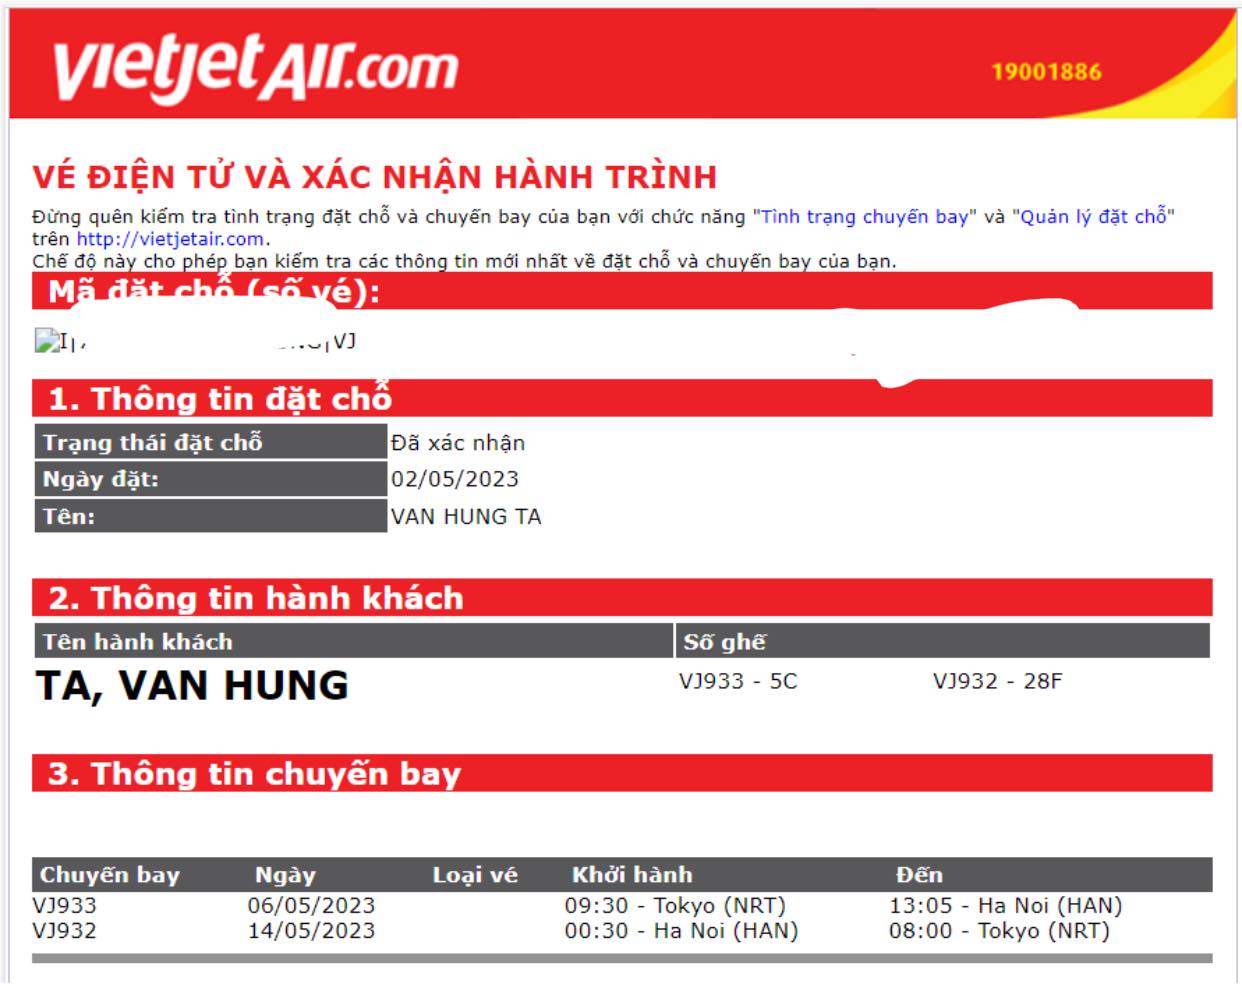 vietjetAir.com
19001886
VÉ ĐIỆN TỬ VÀ XÁC NHẬN HÀNH TRÌNH
Đừng quên kiểm tra tình trạng đặt chỗ và chuyến bay của bạn với chức năng "Tình trạng chuyến bay" và "Quản lý đặt chỗ"
trên http://vietjetair.com.
Chế độ này cho phép bạn kiểm tra các thông tin mới nhất về đặt chỗ và chuyến bay của bạn.
Mã đặt chỗ (số vé):
VJ
1. Thông tin đặt chỗ
Trạng thái đặt chỗ Đã xác nhận
Ngày đặt: 02/05/2023
Tên: VAN HUNG TA
2. Thông tin hành khách
Tên hành khách Số ghế
TA, VAN HUNG VJ933 - 5C VJ932 - 28F
3. Thông tin chuyến bay
Chuyến bay Ngày Loại vé Khởi hành Đến
VJ933 06/05/2023 09:30 - Tokyo (NRT) 13:05 - Ha Noi (HAN)
VJ932 14/05/2023 00:30 - Ha Noi (HAN) 08:00 - Tokyo (NRT)